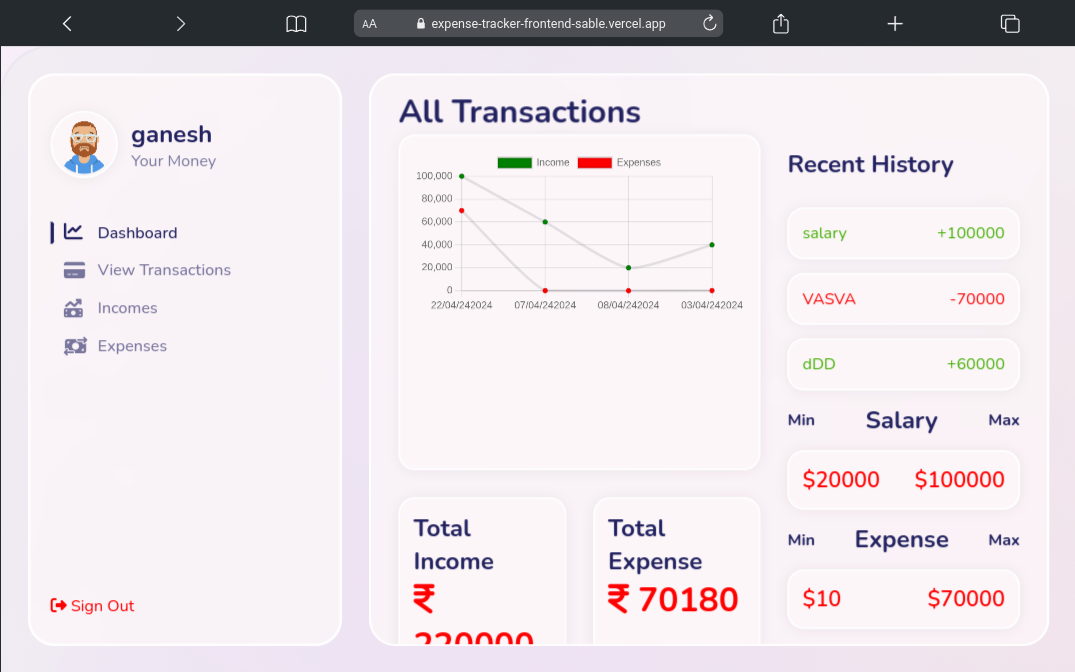 AA expense-tracker-frontend-sable.vercel.app
ganesh
Your Money
Dashboard
View Transactions
Incomes
Expenses
Sign Out
All Transactions
Income Expenses
100,000
80,000
60,000
40,000
20,000
0
22/04/242024 07/04/242024 08/04/242024 03/04/242024
Total
Income
₹
220000
Total
Expense
₹ 70180
Recent History
salary +100000
VASVA -70000
dDD +60000
Min Salary Max
$20000 $100000
Min Expense Max
$10 $70000